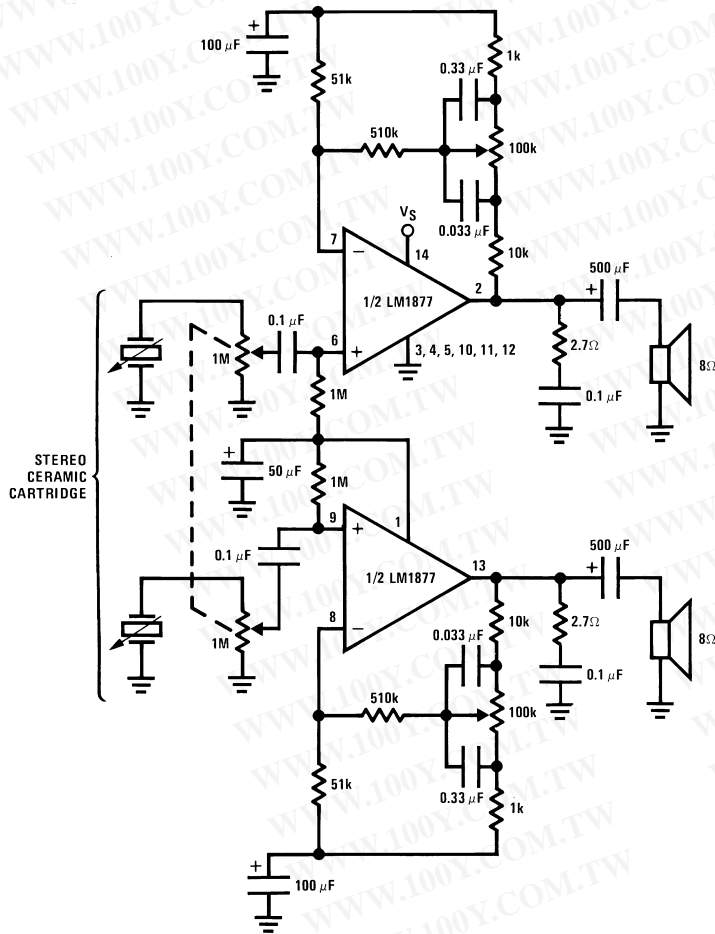 100 μF
51k
1k
0.33 μF
510k
100k
0.033 μF
10k
VS
7
−
14
1/2 LM1877
2
500 μF
+
6
+
3, 4, 5, 10, 11, 12
0.1 μF
1M
1M
2.7Ω
0.1 μF
8Ω
STEREO
CERAMIC
CARTRIDGE
+
50 μF
1M
9
+
1
1/2 LM1877
13
8
−
0.1 μF
1M
500 μF
+
10k
2.7Ω
0.1 μF
8Ω
0.033 μF
510k
100k
0.33 μF
51k
1k
+
100 μF
+
WWW.100Y.COM.TW